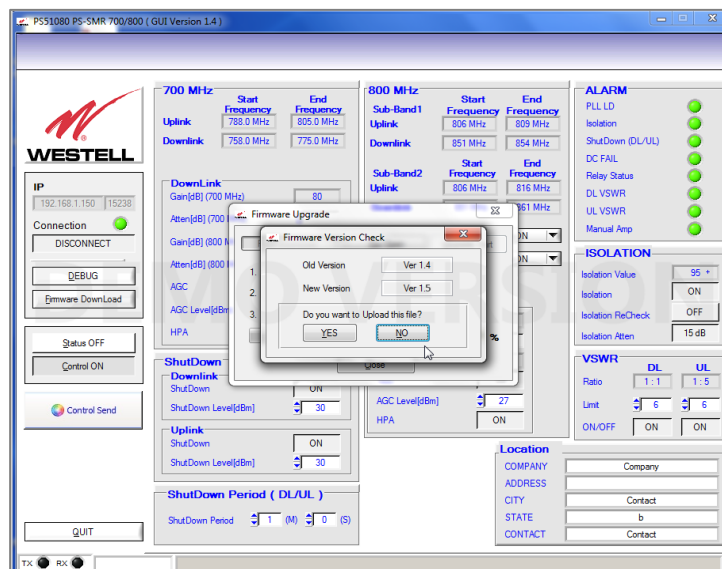 PS51080 PS-SMR 700/800 ( GUI Version 1.4 )
WESTELL
IP
192.168.1.150 15238
Connection
DISCONNECT
DEBUG
Firmware DownLoad
Status OFF
Control ON
Control Send
QUIT
TX RX
700 MHz
Start Frequency End Frequency
Uplink 788.0 MHz 805.0 MHz
Downlink 758.0 MHz 775.0 MHz
DownLink
Gain[dB] (700 MHz) 80
Atten[dB] (700
Gain[dB] (800 M
Atten[dB] (800
AGC
AGC Level[dBm
HPA
ShutDown
Downlink
ShutDown ON
ShutDown Level[dBm] 30
Uplink
ShutDown ON
ShutDown Level[dBm] 30
ShutDown Period ( DL/UL )
ShutDown Period 1 (M) 0 (S)
800 MHz
Sub-Band1 Start Frequency End Frequency
Uplink 806 MHz 809 MHz
Downlink 851 MHz 854 MHz
Sub-Band2 Start Frequency End Frequency
Uplink 806 MHz 816 MHz
861 MHz
ON
ON
AGC Level[dBm] 27
HPA ON
Firmware Upgrade
1.
2.
3.
%
Close
Firmware Version Check
Old Version Ver 1.4
New Version Ver 1.5
Do you want to Upload this file?
YES NO
ALARM
PLL LD
Isolation
ShutDown (DL/UL)
DC FAIL
Relay Status
DL VSWR
UL VSWR
Manual Amp
ISOLATION
Isolation Value 95 +
Isolation ON
Isolation ReCheck OFF
Isolation Atten 15 dB
VSWR
DL UL
Ratio 1 : 1 1 : 5
Limit 6 6
ON/OFF ON ON
Location
COMPANY Company
ADDRESS
CITY Contact
STATE b
CONTACT Contact
DEMO VERSION